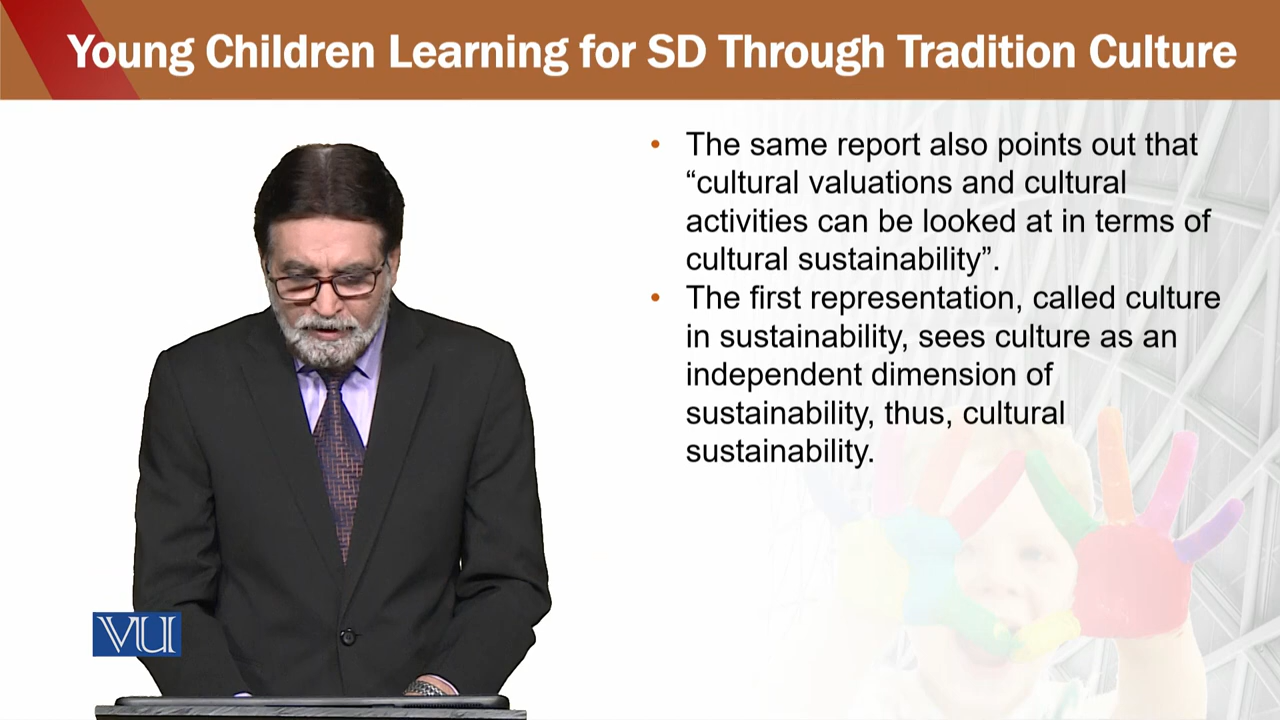 Young Children Learning for SD Through Tradition Culture
• The same report also points out that
“cultural valuations and cultural
activities can be looked at in terms of
cultural sustainability”.
• The first representation, called culture
in sustainability, sees culture as an
independent dimension of
sustainability, thus, cultural
sustainability.
VU